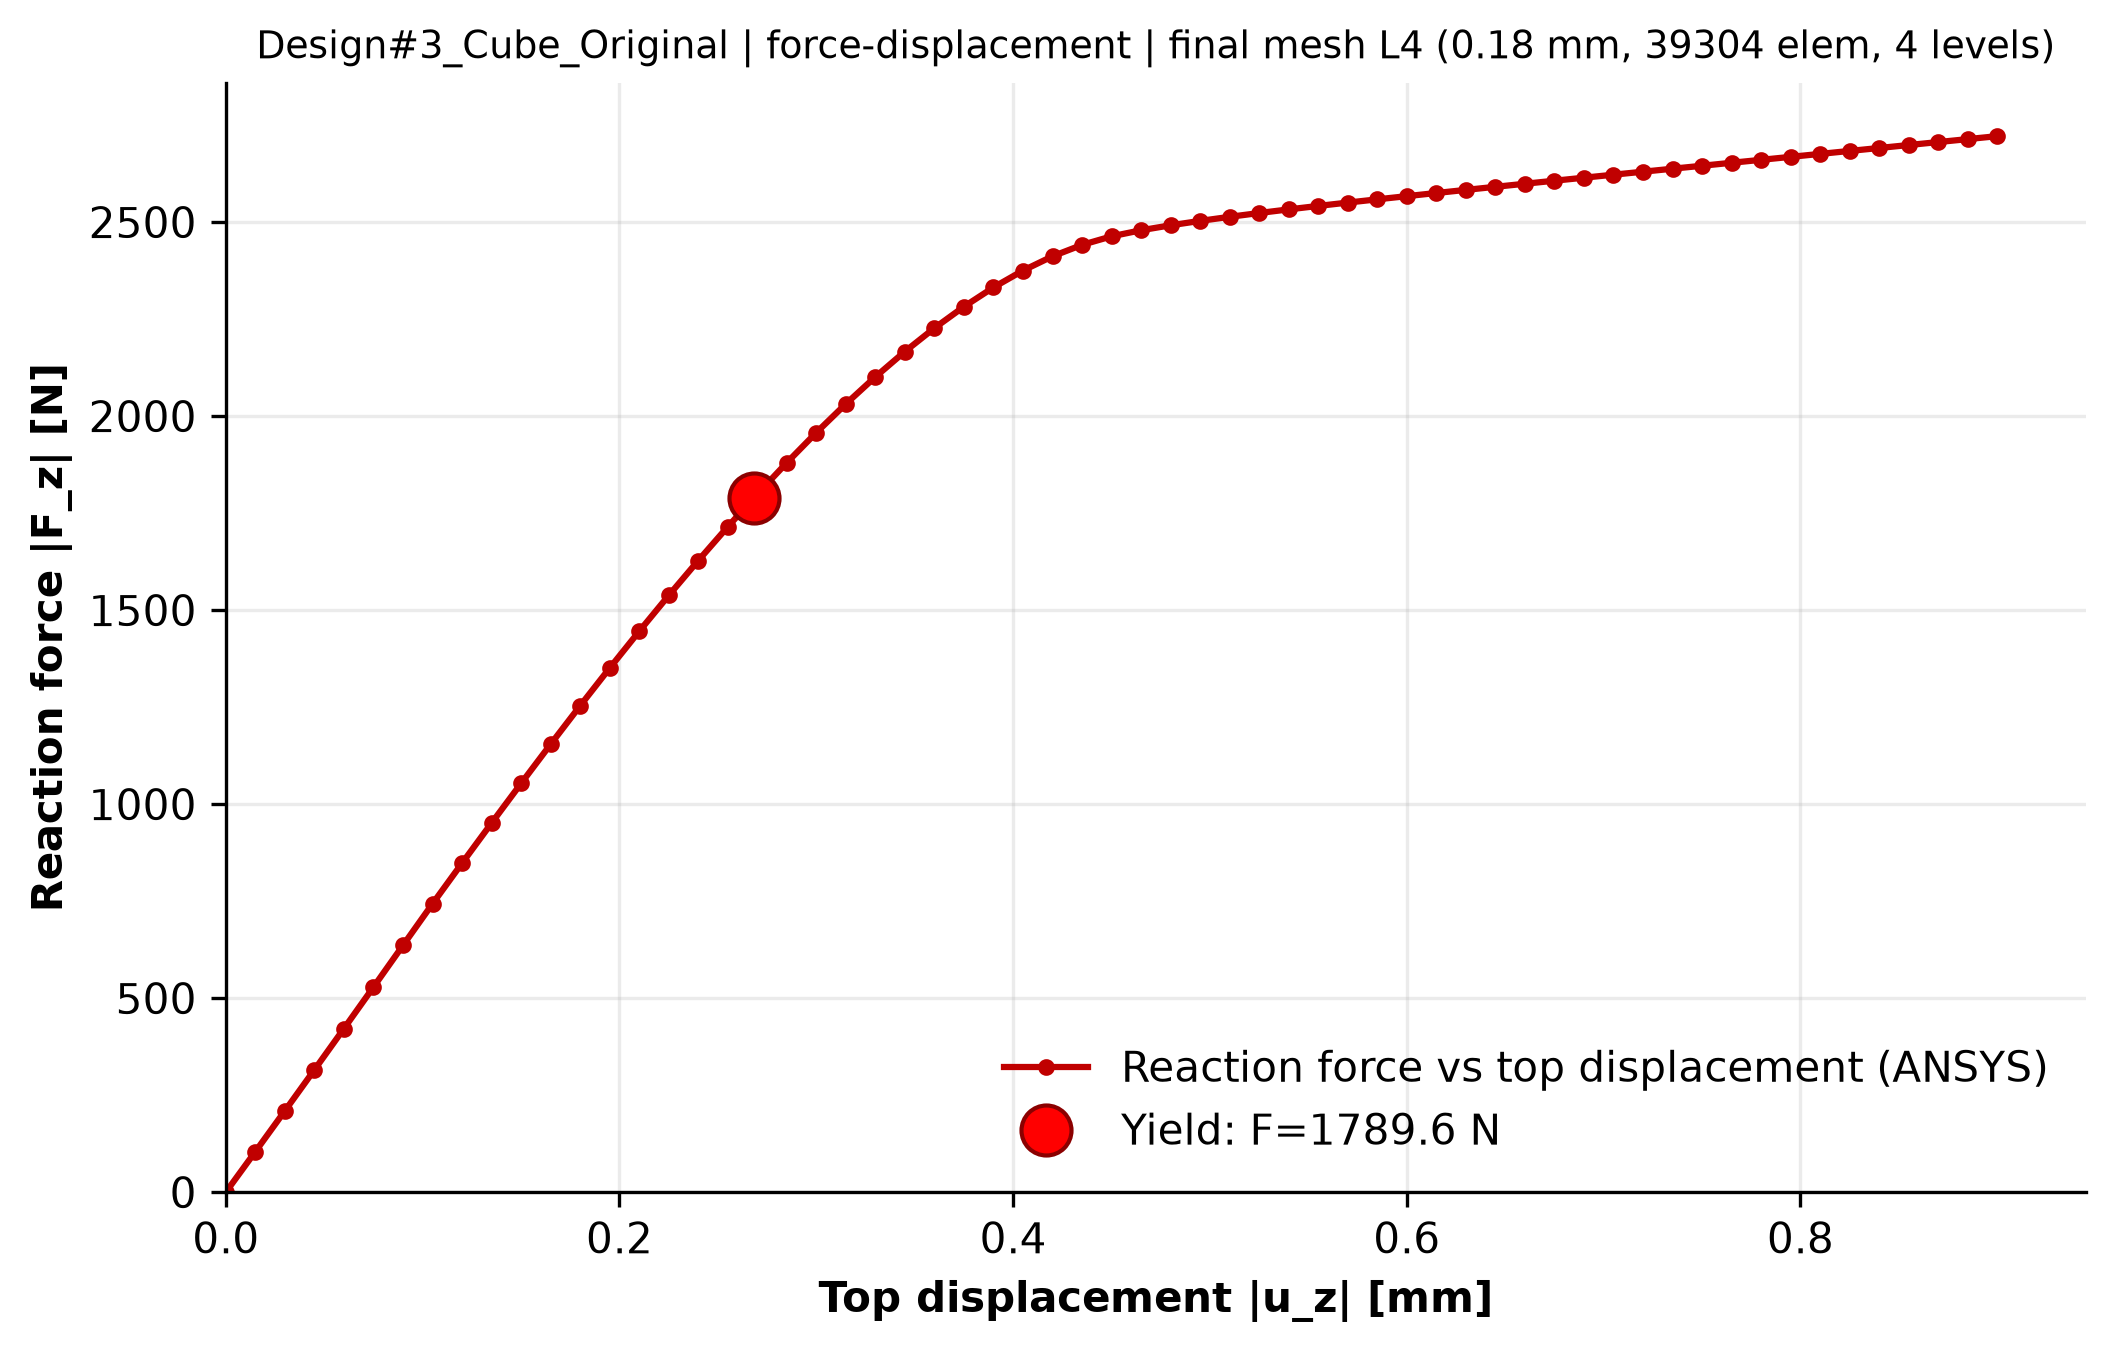 Design#3_Cube_Original | force-displacement | final mesh L4 (0.18 mm, 39304 elem, 4 levels)
Reaction force |F_z| [N]
2500
2000
1500
1000
500
0
Reaction force vs top displacement (ANSYS)
Yield: F=1789.6 N
0.0 0.2 0.4 0.6 0.8
Top displacement |u_z| [mm]